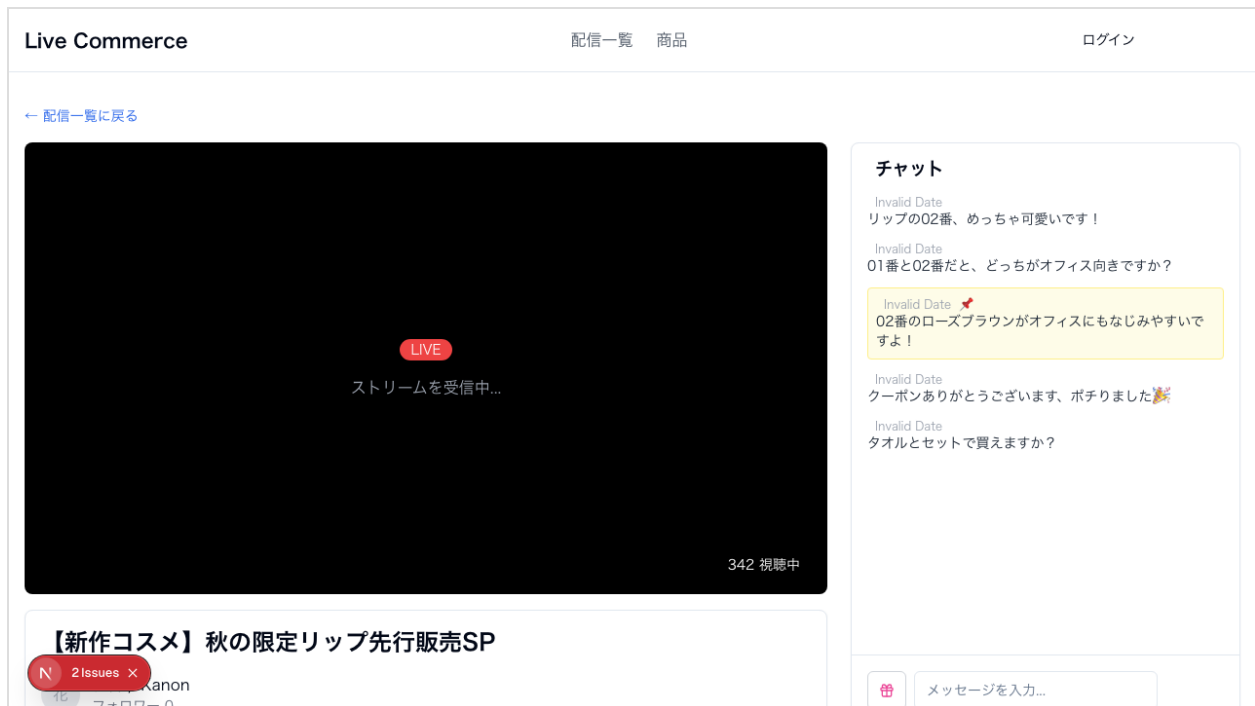 Live Commerce
配信一覧 商品
ログイン
← 配信一覧に戻る
LIVE
ストリームを受信中...
342 視聴中
チャット
Invalid Date
リップの02番、めっちゃ可愛いです！
Invalid Date
01番と02番だと、どっちがオフィス向きですか？
Invalid Date 📌
02番のローズブラウンがオフィスにもなじみやすいで
すよ！
Invalid Date
クーポンありがとうございます、ポチりました🎉
Invalid Date
タオルとセットで買えますか？
メッセージを入力...
【新作コスメ】秋の限定リップ先行販売SP
N 2 Issues ×
花
Kanon
フォロワー 0